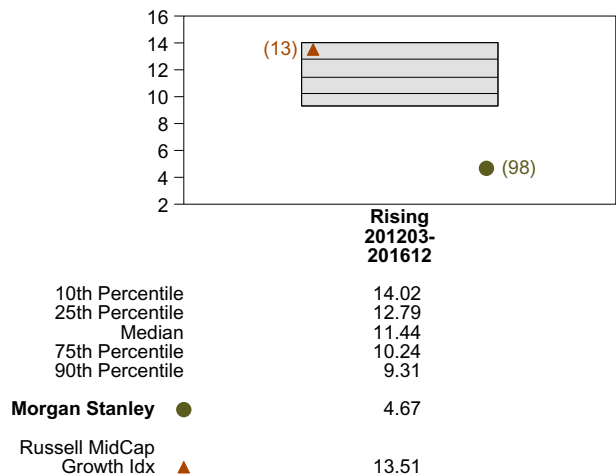 16
14
12
10
8
6
4
2
(13)
(98)
Rising
201203-
201612
10th Percentile 14.02
25th Percentile 12.79
Median 11.44
75th Percentile 10.24
90th Percentile 9.31
Morgan Stanley 4.67
Russell MidCap
Growth Idx 13.51